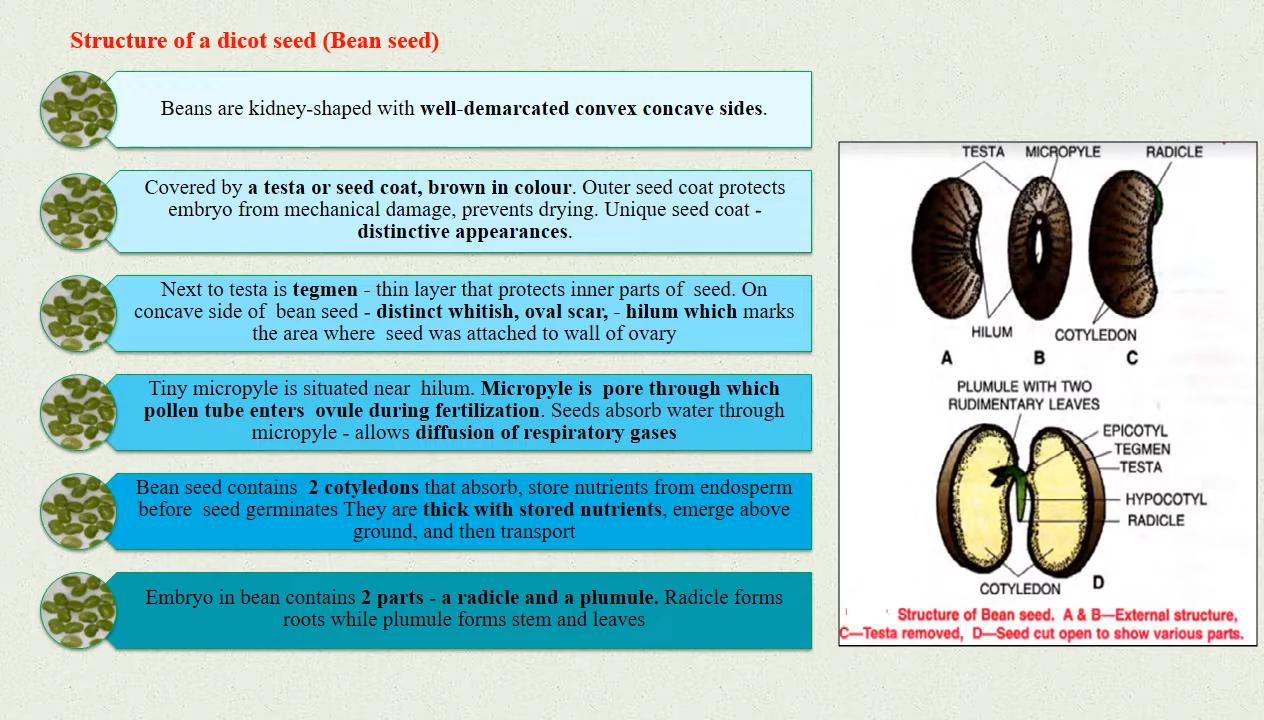 Structure of a dicot seed (Bean seed)
Beans are kidney-shaped with well-demarcated convex concave sides.
Covered by a testa or seed coat, brown in colour. Outer seed coat protects
embryo from mechanical damage, prevents drying. Unique seed coat -
distinctive appearances.
Next to testa is tegmen - thin layer that protects inner parts of seed. On
concave side of bean seed - distinct whitish, oval scar, - hilum which marks
the area where seed was attached to wall of ovary
Tiny micropyle is situated near hilum. Micropyle is pore through which
pollen tube enters ovule during fertilization. Seeds absorb water through
micropyle - allows diffusion of respiratory gases
Bean seed contains 2 cotyledons that absorb, store nutrients from endosperm
before seed germinates They are thick with stored nutrients, emerge above
ground, and then transport
Embryo in bean contains 2 parts - a radicle and a plumule. Radicle forms
roots while plumule forms stem and leaves
TESTA MICROPYLE RADICLE
HILUM COTYLEDON
A B C
PLUMULE WITH TWO
RUDIMENTARY LEAVES
EPICOTYL
TEGMEN
TESTA
HYPOCOTYL
RADICLE
COTYLEDON
D
Structure of Bean seed. A & B—External structure,
C—Testa removed, D—Seed cut open to show various parts.